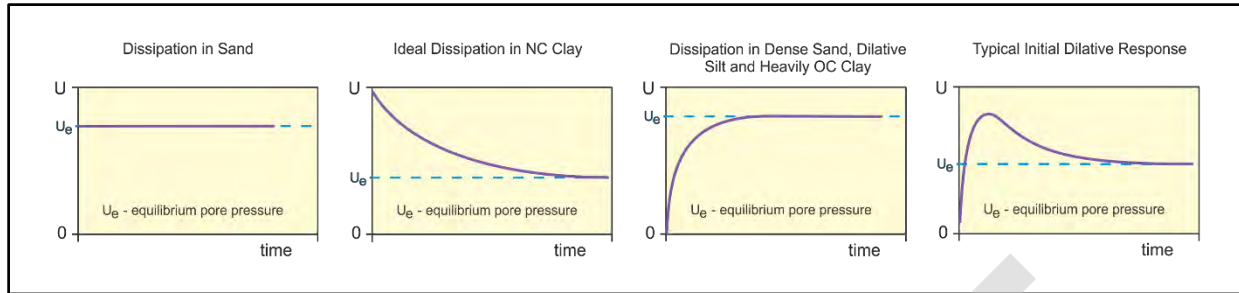 Dissipation in Sand
U
Ue
Ue - equilibrium pore pressure
0
time
Ideal Dissipation in NC Clay
U
Ue
Ue - equilibrium pore pressure
0
time
Dissipation in Dense Sand, Dilative
Silt and Heavily OC Clay
U
Ue
Ue - equilibrium pore pressure
0
time
Typical Initial Dilative Response
U
Ue
Ue - equilibrium pore pressure
0
time